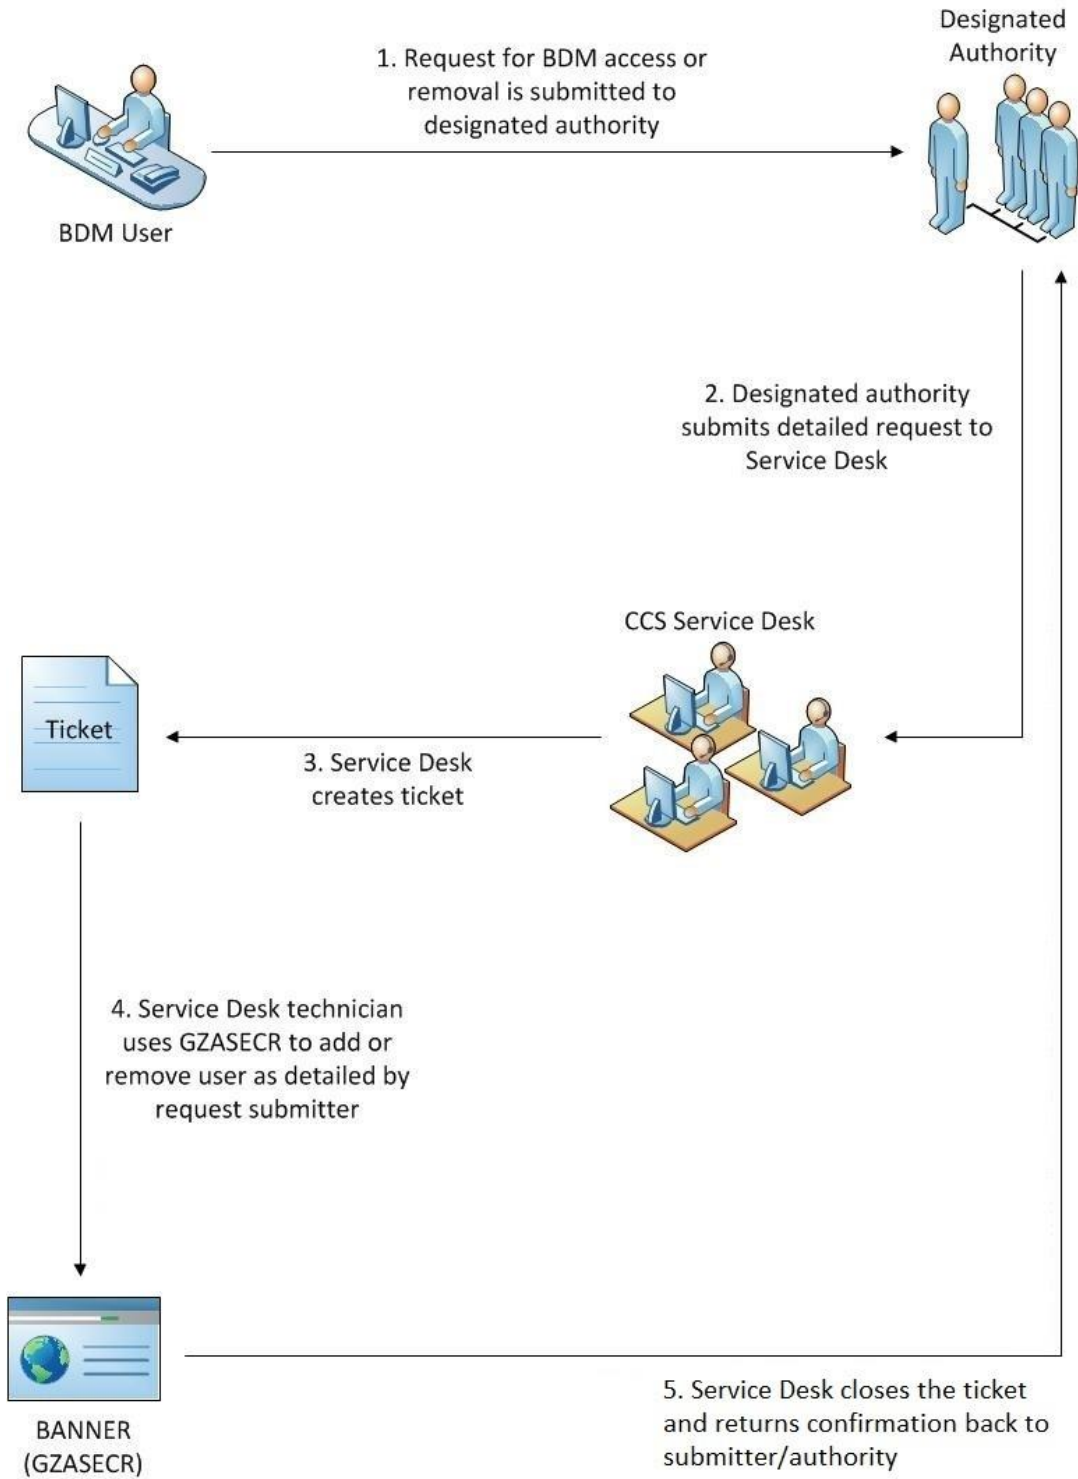 Designated
Authority
1. Request for BDM access or
removal is submitted to
designated authority
BDM User
2. Designated authority
submits detailed request to
Service Desk
CCS Service Desk
Ticket
3. Service Desk
creates ticket
4. Service Desk technician
uses GZASECR to add or
remove user as detailed by
request submitter
BANNER
(GZASECR)
5. Service Desk closes the ticket
and returns confirmation back to
submitter/authority